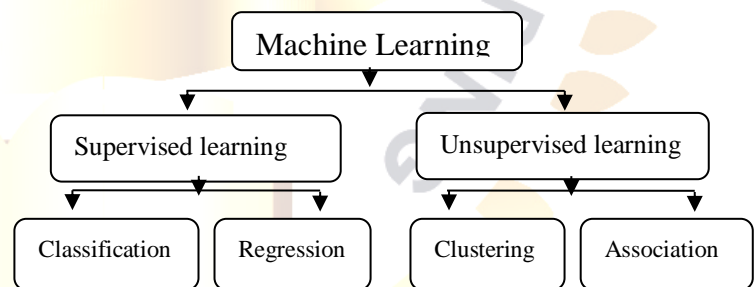 Machine Learning
Supervised learning
Unsupervised learning
Classification
Regression
Clustering
Association